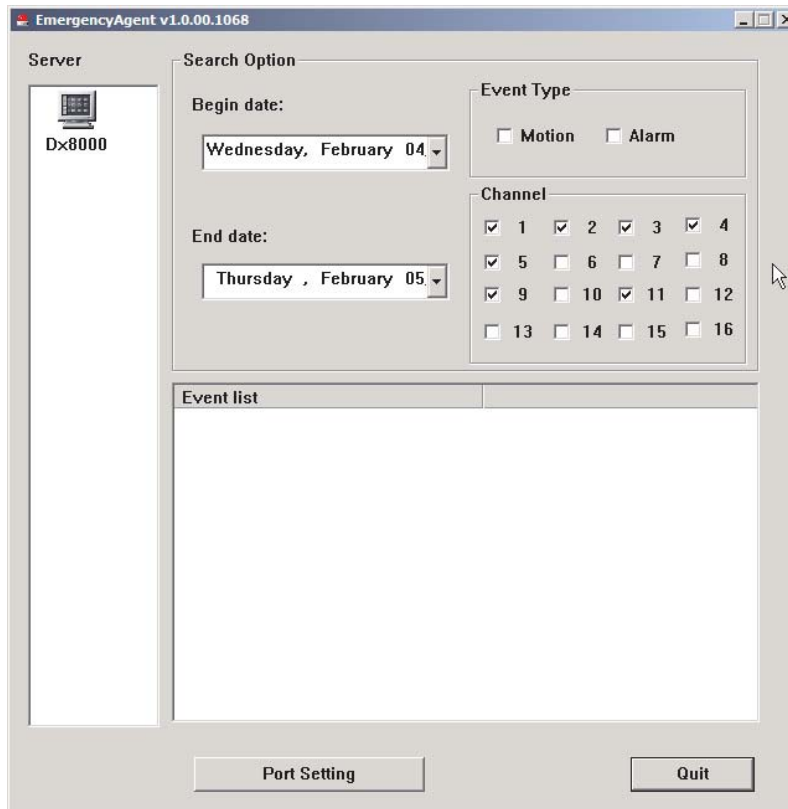 EmergencyAgent v1.0.00.1068
Server
Dx8000
Search Option
Begin date:
Wednesday, February 04,
End date:
Thursday , February 05,
Event Type
Motion Alarm
Channel
1 2 3 4
5 6 7 8
9 10 11 12
13 14 15 16
Event list
Port Setting Quit